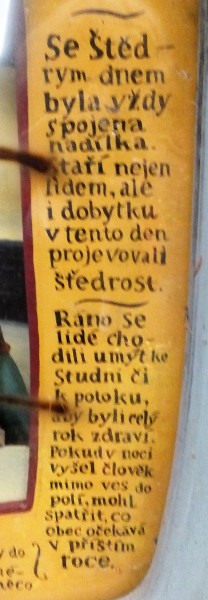 Se Štěd-
rým dnem
byla vždy
spojena
nadílka.
Staří nejen
lidem, ale
i dobytku
v tento den
projevovali
štědrost.
Ráno se
lidé cho
dili umýt ke
studni či
k potoku,
aby byli celý
rok zdraví.
Pokud v noci
vyšel člověk
mimo ves do
polí, mohl
spatřit, co
obec očekává
v příštím
roce.
do